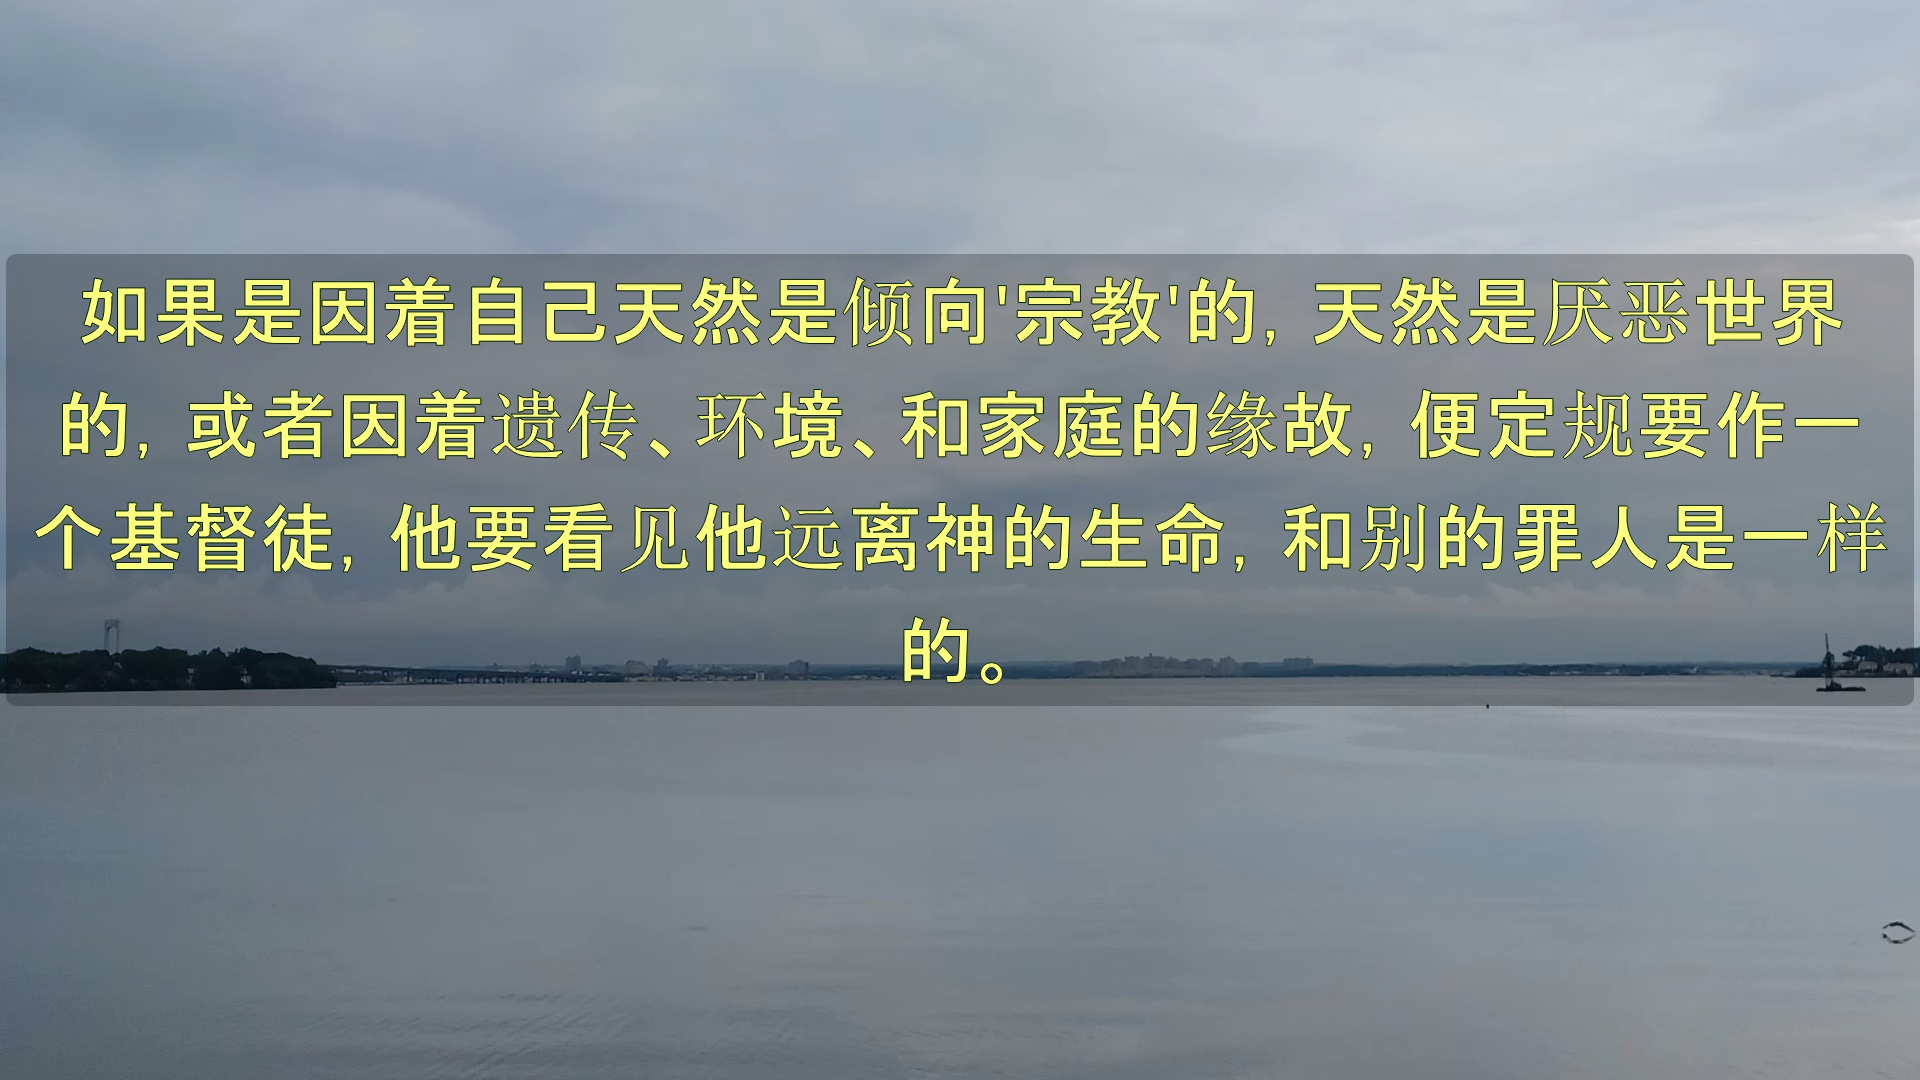 如果是因着自己天然是倾向'宗教'的, 天然是厌恶世界
的, 或者因着遗传、环境、和家庭的缘故, 便定规要作一
个基督徒, 他要看见他远离神的生命, 和别的罪人是一样
的。